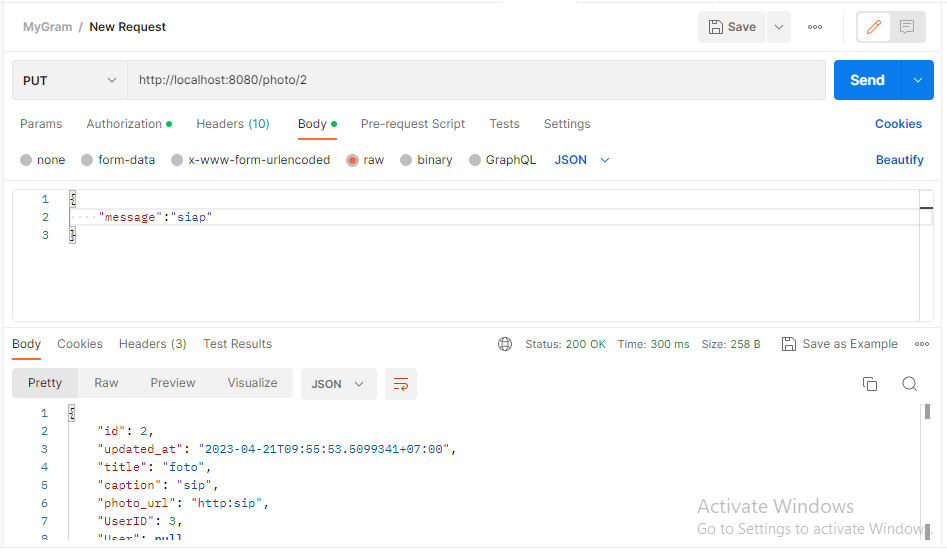 MyGram / New Request
Save
PUT
http://localhost:8080/photo/2
Send
Params Authorization Headers (10) Body Pre-request Script Tests Settings Cookies
none form-data x-www-form-urlencoded raw binary GraphQL JSON Beautify
1 {
2 "message":"siap"
3 }
Body Cookies Headers (3) Test Results Status: 200 OK Time: 300 ms Size: 258 B Save as Example
Pretty Raw Preview Visualize JSON
1 {
2 "id": 2,
3 "updated_at": "2023-04-21T09:55:53.5099341+07:00",
4 "title": "foto",
5 "caption": "sip",
6 "photo_url": "http:sip",
7 "UserID": 3,
8 "User": null
Activate Windows
Go to Settings to activate Windows.